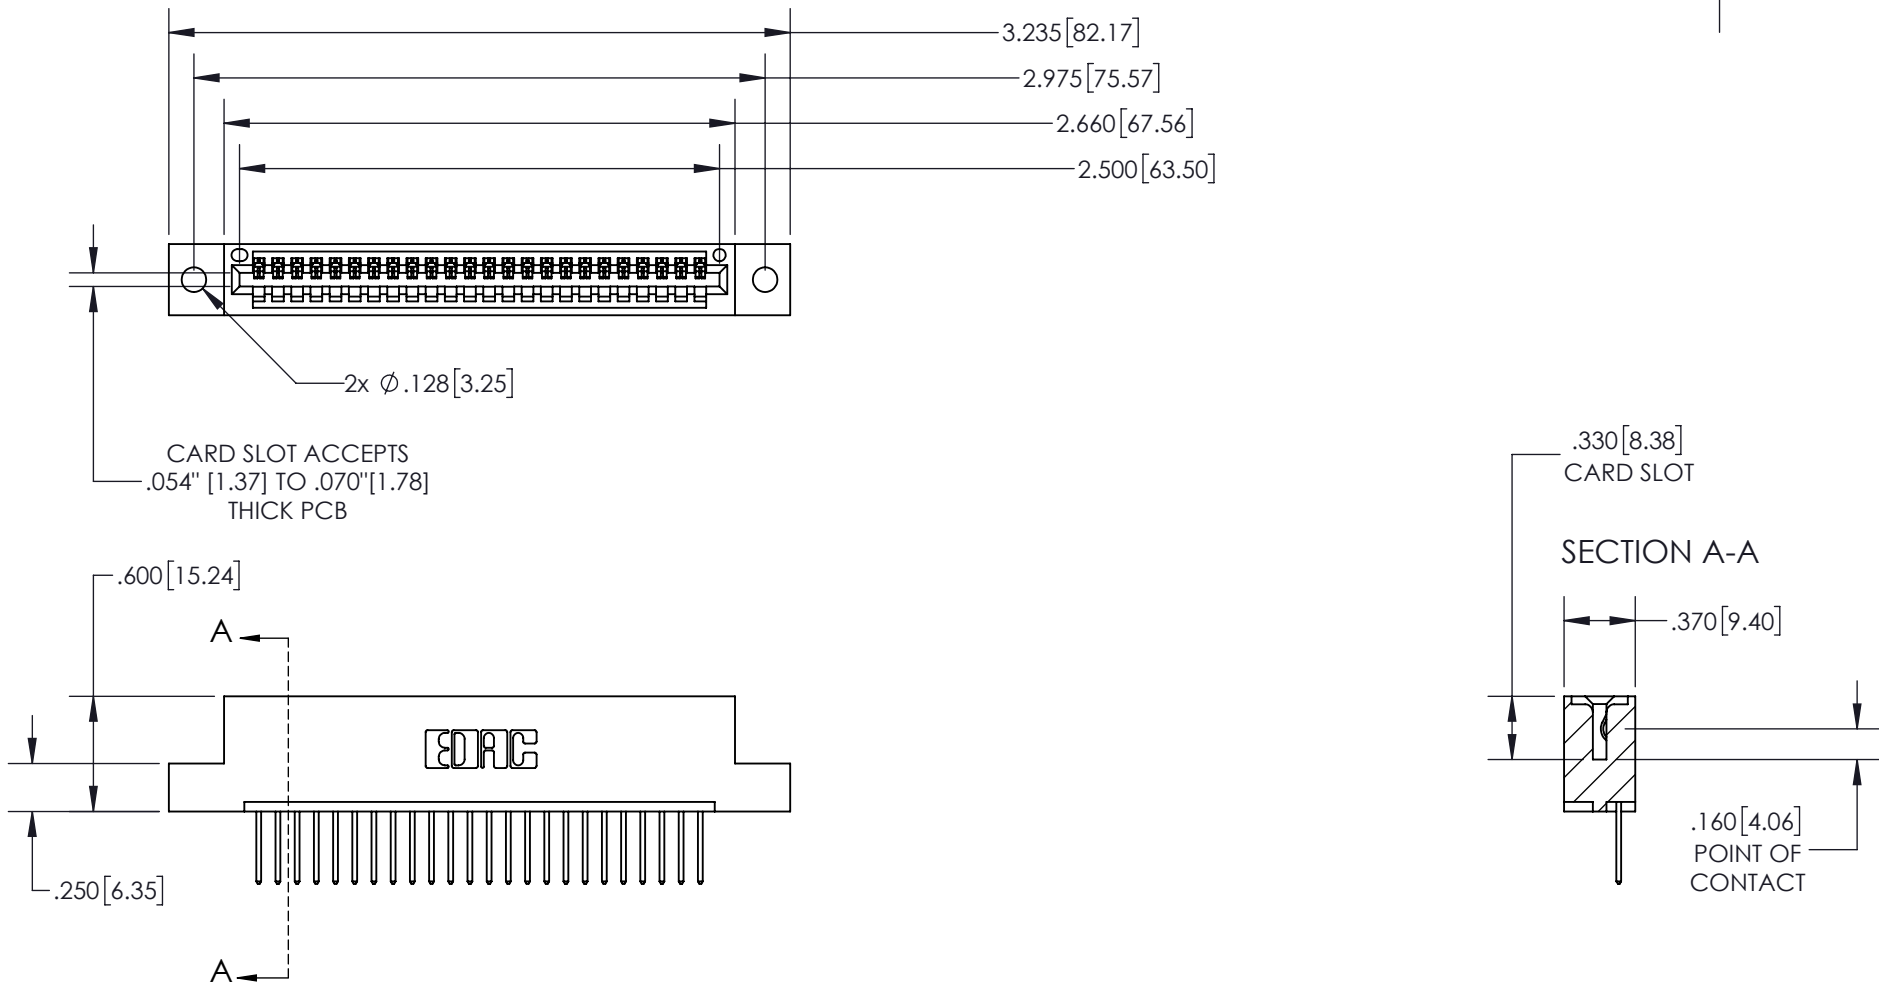 3.235[82.17]
2.975[75.57]
2.660[67.56]
2.500[63.50]
2x Ø.128[3.25]
CARD SLOT ACCEPTS
.054" [1.37] TO .070"[1.78]
THICK PCB
.330[8.38]
CARD SLOT
SECTION A-A
.600[15.24]
.370[9.40]
A
EDAC
.160[4.06]
POINT OF
CONTACT
.250[6.35]
A